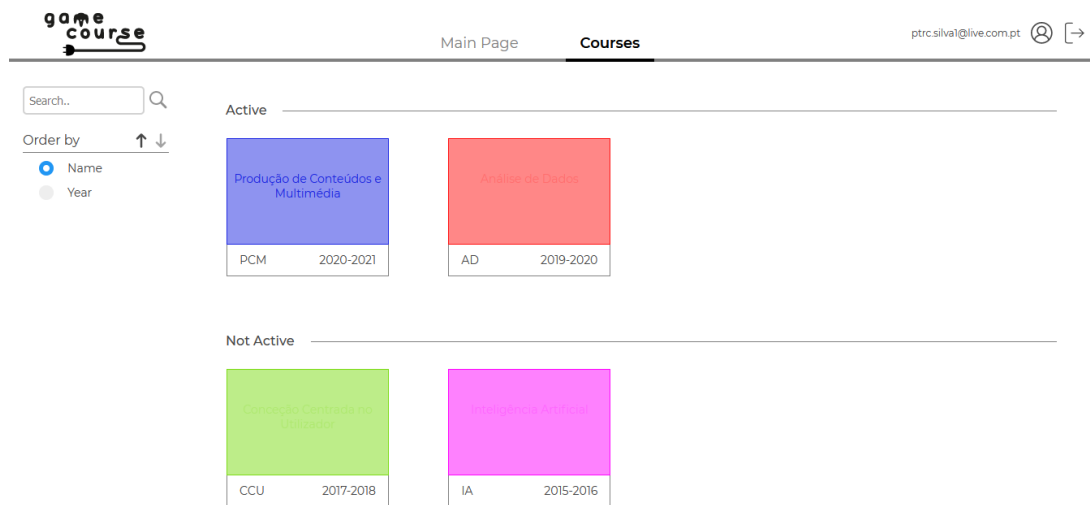 game
course
Main Page
Courses
ptrc.silva1@live.com.pt
Search..
Order by
Name
Year
Active
Produção de Conteúdos e
Multimédia
PCM 2020-2021
Análise de Dados
AD 2019-2020
Not Active
Conceção Centrada no
Utilizador
CCU 2017-2018
Inteligência Artificial
IA 2015-2016